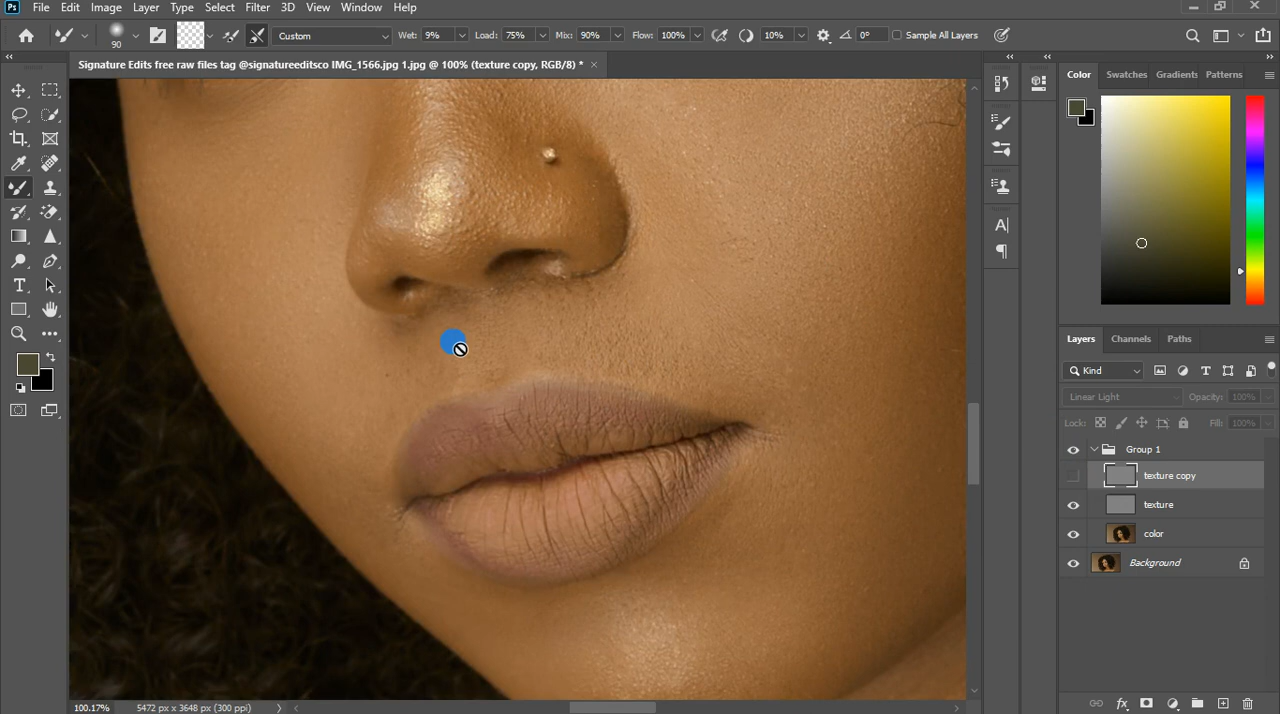 Ps File Edit Image Layer Type Select Filter 3D View Window Help
90 Custom Wet: 9% Load: 75% Mix: 90% Flow: 100% 10% 0° Sample All Layers
Signature Edits free raw files tag @signatureeditsco IMG_1566.jpg 1.jpg @ 100% (texture copy, RGB/8) *
Color Swatches Gradients Patterns
Layers Channels Paths
Kind
Linear Light Opacity: 100%
Lock: Fill: 100%
Group 1
texture copy
texture
color
Background
100.17% 5472 px x 3648 px (300 ppi)